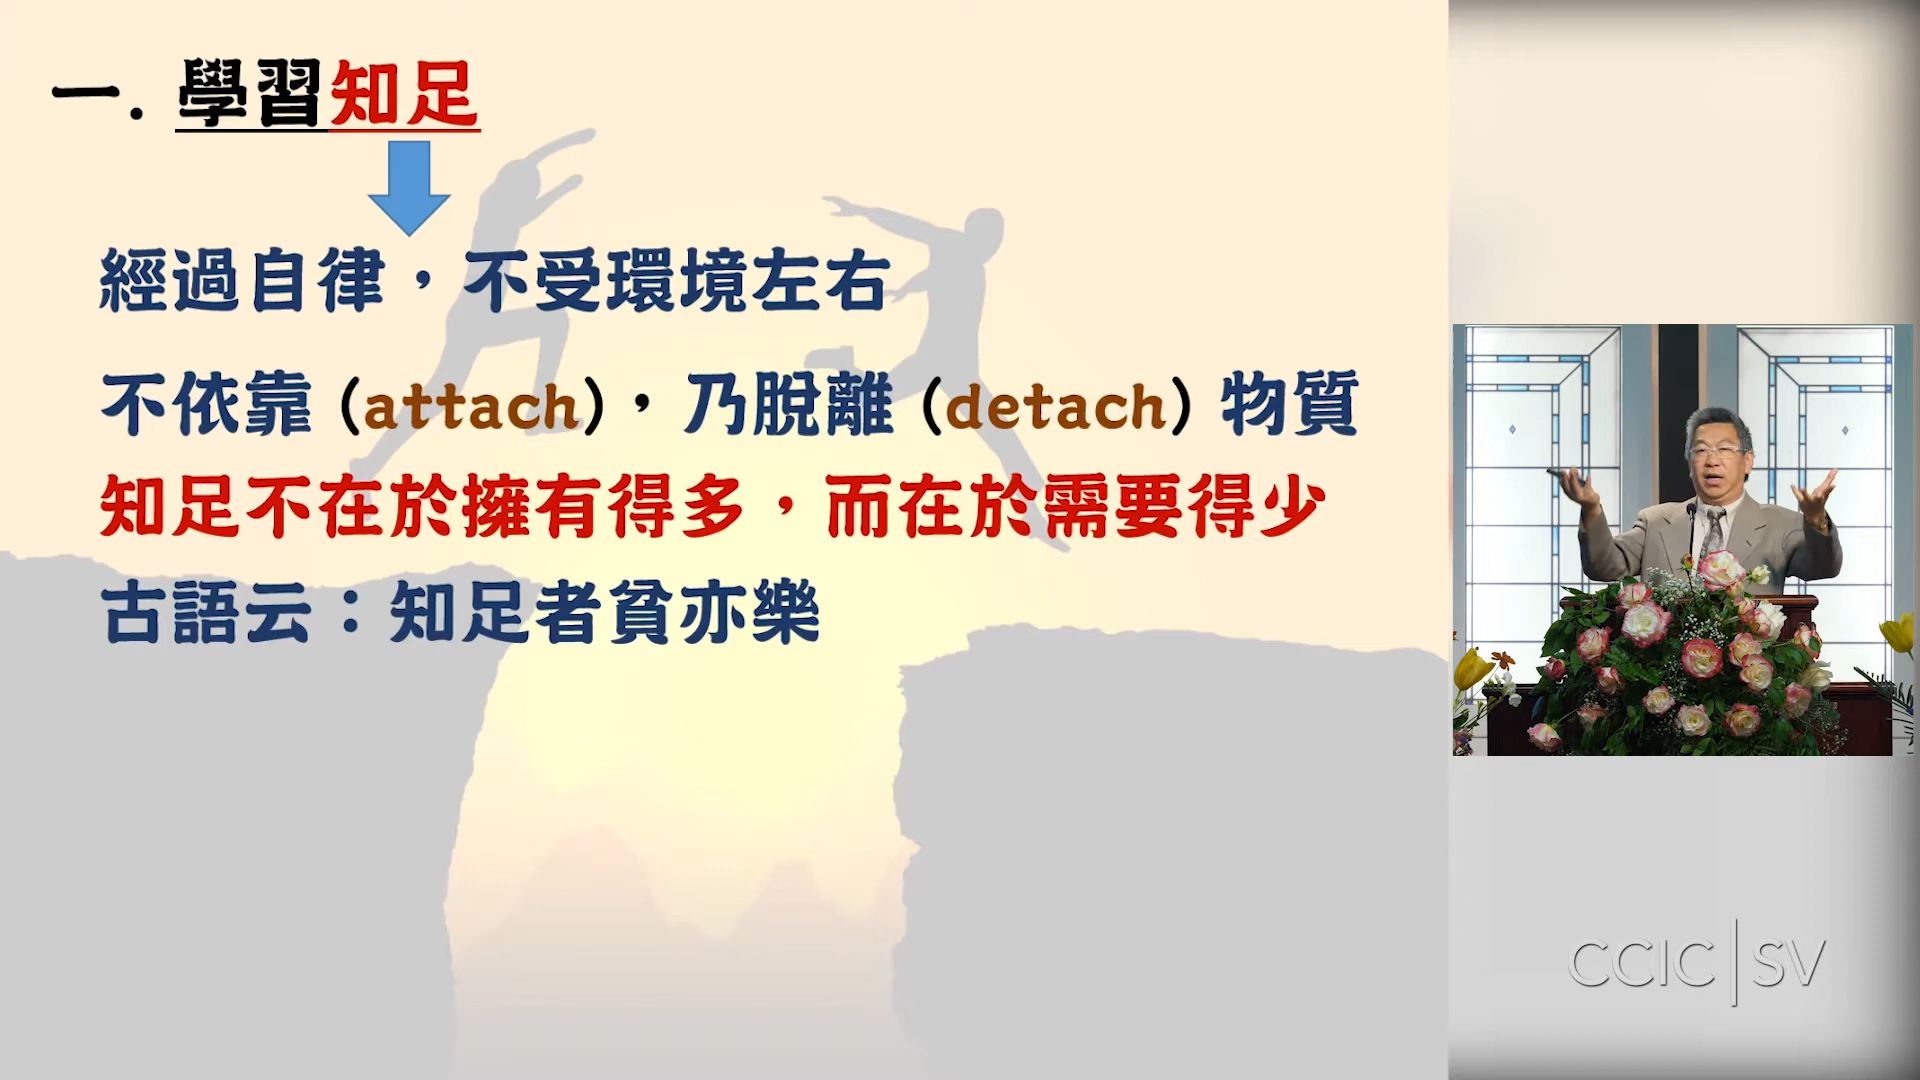 一. 學習知足
經過自律，不受環境左右
不依靠 (attach)，乃脫離 (detach) 物質
知足不在於擁有得多，而在於需要得少
古語云：知足者貧亦樂
CCIC|SV